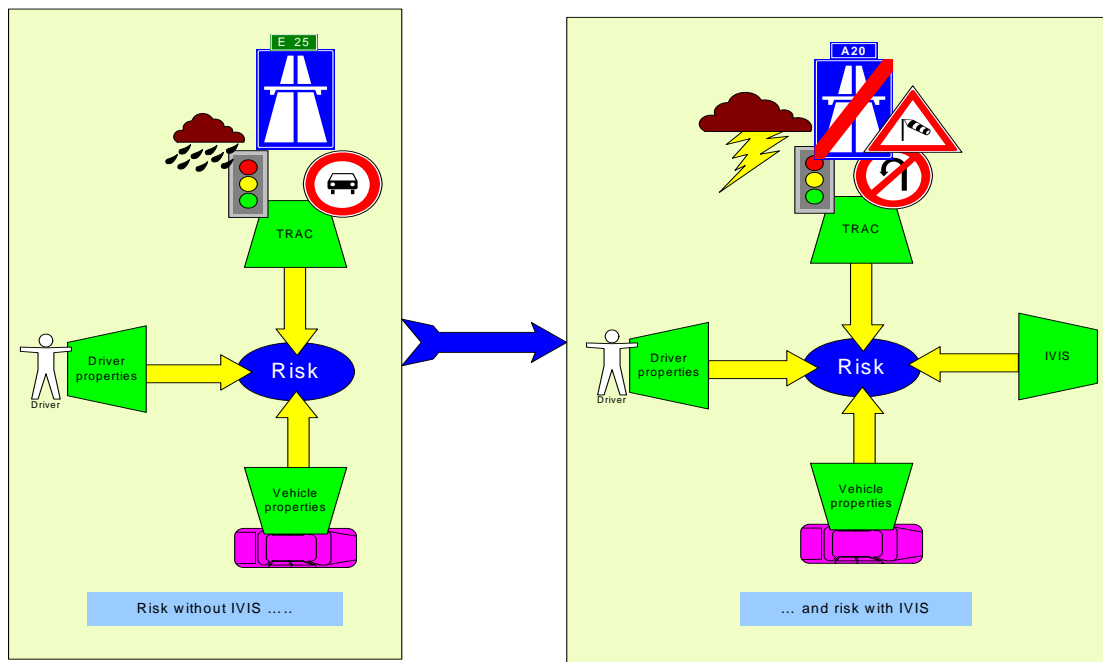 E 25
TRAC
Driver
properties
Driver
Risk
Vehicle
properties
Risk without IVIS …..
A20
TRAC
Driver
properties
Driver
Risk
IVIS
Vehicle
properties
… and risk with IVIS